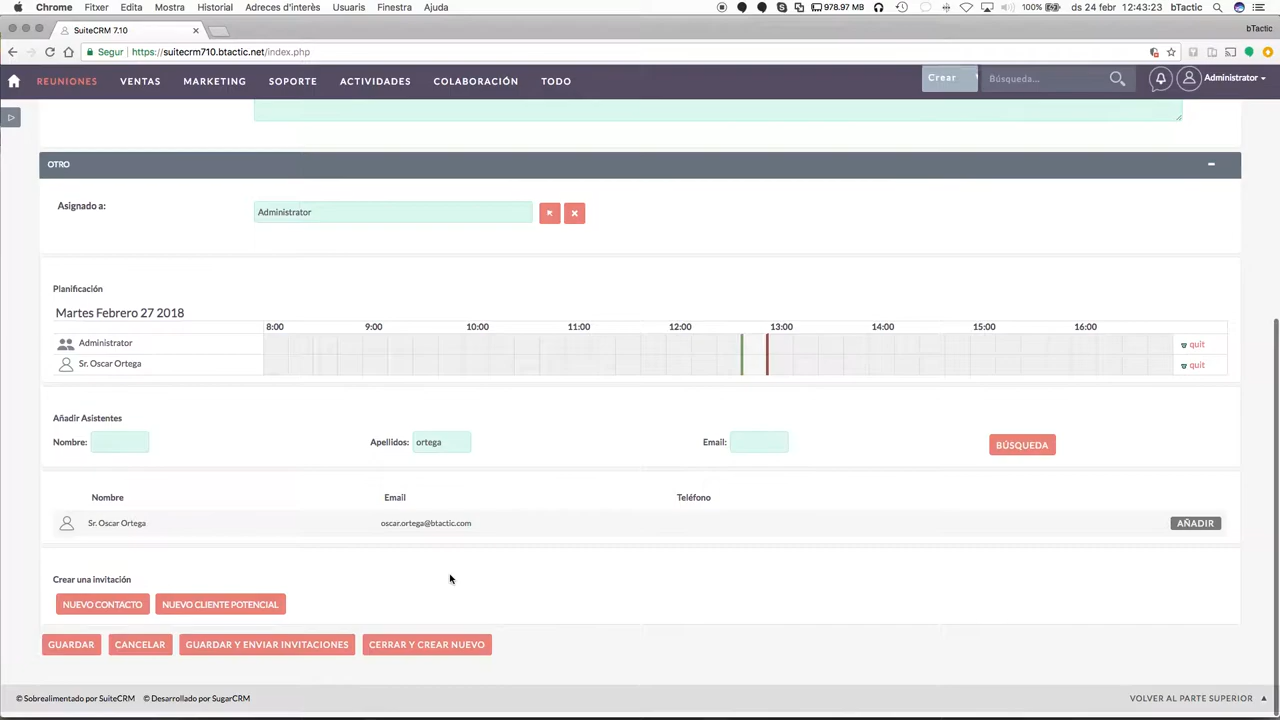 Chrome Fitxer Edita Mostra Historial Adreces d'interès Usuaris Finestra Ajuda 978.97 MB 100% ds 24 febr 12:43:23 bTactic
SuiteCRM 7.10 bTactic
Segur https://suitecrm710.btactic.net/index.php
REUNIONES VENTAS MARKETING SOPORTE ACTIVIDADES COLABORACIÓN TODO Crear Búsqueda... Administrator
OTRO
Asignado a: Administrator
Planificación
Martes Febrero 27 2018
8:00 9:00 10:00 11:00 12:00 13:00 14:00 15:00 16:00
Administrator quit
Sr. Oscar Ortega quit
Añadir Asistentes
Nombre: Apellidos: ortega Email: BÚSQUEDA
Nombre Email Teléfono
Sr. Oscar Ortega oscar.ortega@btactic.com AÑADIR
Crear una invitación
NUEVO CONTACTO NUEVO CLIENTE POTENCIAL
GUARDAR CANCELAR GUARDAR Y ENVIAR INVITACIONES CERRAR Y CREAR NUEVO
© Sobrealimentado por SuiteCRM © Desarrollado por SugarCRM VOLVER AL PARTE SUPERIOR